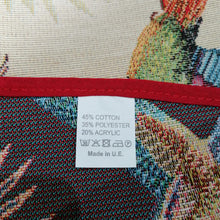 45% COTTON
35% POLYESTER
20% ACRYLIC
Made in U.E.